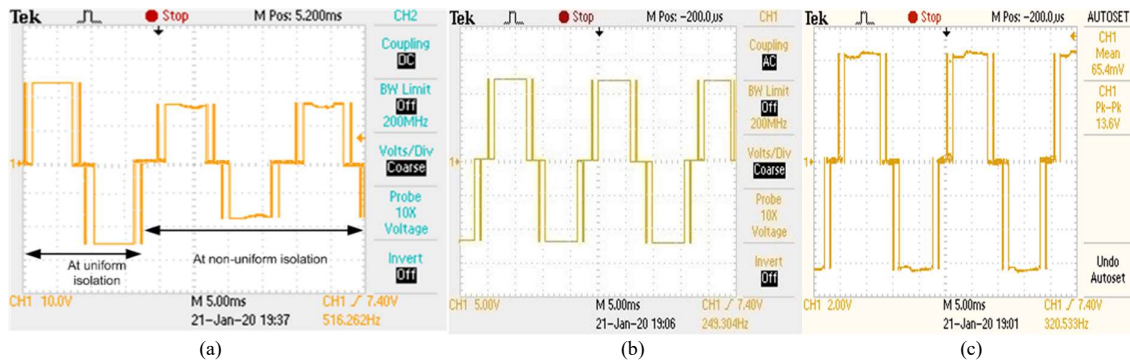 Tek Stop M Pos: 5.200ms CH2
Coupling
DC
BW Limit
Off
200MHz
Volts/Div
Coarse
Probe
10X
Voltage
Invert
Off
1
At uniform
isolation
At non-uniform isolation
CH1 10.0V M 5.00ms CH1 7.40V
21-Jan-20 19:37 516.262Hz
(a)
Tek Stop M Pos: -200.0µs CH1
Coupling
AC
BW Limit
Off
200MHz
Volts/Div
Coarse
Probe
10X
Voltage
Invert
Off
1
CH1 5.00V M 5.00ms CH1 7.40V
21-Jan-20 19:06 249.304Hz
(b)
Tek Stop M Pos: -200.0µs AUTOSET
CH1
Mean
65.4mV
CH1
Pk-Pk
13.6V
1
Undo
Autoset
CH1 2.00V M 5.00ms CH1 7.40V
21-Jan-20 19:01 320.533Hz
(c)